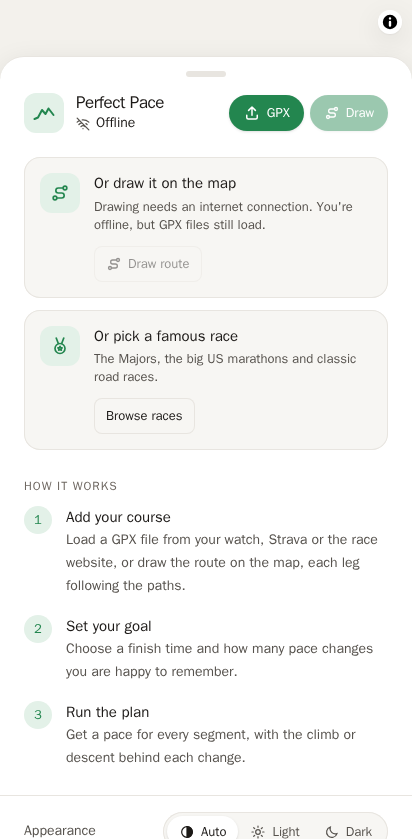 Perfect Pace
Offline
GPX
Draw
Or draw it on the map
Drawing needs an internet connection. You're
offline, but GPX files still load.
Draw route
Or pick a famous race
The Majors, the big US marathons and classic
road races.
Browse races
HOW IT WORKS
1
Add your course
Load a GPX file from your watch, Strava or the race
website, or draw the route on the map, each leg
following the paths.
2
Set your goal
Choose a finish time and how many pace changes
you are happy to remember.
3
Run the plan
Get a pace for every segment, with the climb or
descent behind each change.
Appearance
Auto
Light
Dark